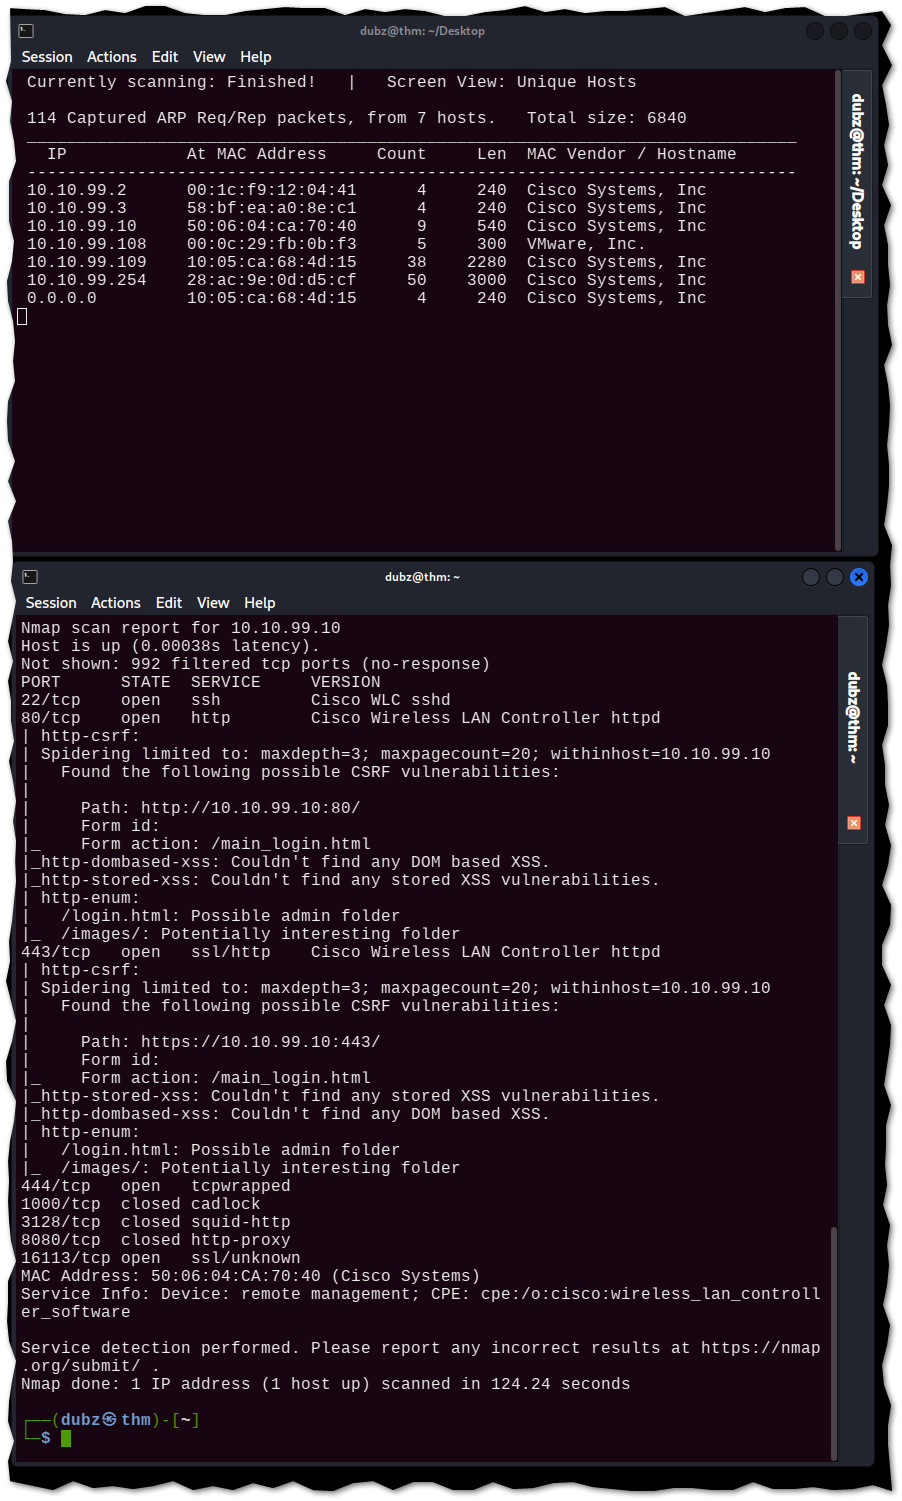 dubz@thm: ~/Desktop
Session Actions Edit View Help
Currently scanning: Finished!   |   Screen View: Unique Hosts
114 Captured ARP Req/Rep packets, from 7 hosts.   Total size: 6840
_____________________________________________________________________________
  IP            At MAC Address     Count     Len  MAC Vendor / Hostname
-----------------------------------------------------------------------------
10.10.99.2      00:1c:f9:12:04:41      4     240  Cisco Systems, Inc
10.10.99.3      58:bf:ea:a0:8e:c1      4     240  Cisco Systems, Inc
10.10.99.10     50:06:04:ca:70:40      9     540  Cisco Systems, Inc
10.10.99.108    00:0c:29:fb:0b:f3      5     300  VMware, Inc.
10.10.99.109    10:05:ca:68:4d:15     38    2280  Cisco Systems, Inc
10.10.99.254    28:ac:9e:0d:d5:cf     50    3000  Cisco Systems, Inc
0.0.0.0         10:05:ca:68:4d:15      4     240  Cisco Systems, Inc
dubz@thm: ~/Desktop
dubz@thm: ~
Session Actions Edit View Help
Nmap scan report for 10.10.99.10
Host is up (0.00038s latency).
Not shown: 992 filtered tcp ports (no-response)
PORT      STATE  SERVICE     VERSION
22/tcp    open   ssh         Cisco WLC sshd
80/tcp    open   http        Cisco Wireless LAN Controller httpd
| http-csrf:
| Spidering limited to: maxdepth=3; maxpagecount=20; withinhost=10.10.99.10
|   Found the following possible CSRF vulnerabilities:
|
|     Path: http://10.10.99.10:80/
|     Form id:
|_    Form action: /main_login.html
|_http-dombased-xss: Couldn't find any DOM based XSS.
|_http-stored-xss: Couldn't find any stored XSS vulnerabilities.
| http-enum:
|   /login.html: Possible admin folder
|_  /images/: Potentially interesting folder
443/tcp   open   ssl/http    Cisco Wireless LAN Controller httpd
| http-csrf:
| Spidering limited to: maxdepth=3; maxpagecount=20; withinhost=10.10.99.10
|   Found the following possible CSRF vulnerabilities:
|
|     Path: https://10.10.99.10:443/
|     Form id:
|_    Form action: /main_login.html
|_http-stored-xss: Couldn't find any stored XSS vulnerabilities.
|_http-dombased-xss: Couldn't find any DOM based XSS.
| http-enum:
|   /login.html: Possible admin folder
|_  /images/: Potentially interesting folder
444/tcp   open   tcpwrapped
1000/tcp  closed cadlock
3128/tcp  closed squid-http
8080/tcp  closed http-proxy
16113/tcp open   ssl/unknown
MAC Address: 50:06:04:CA:70:40 (Cisco Systems)
Service Info: Device: remote management; CPE: cpe:/o:cisco:wireless_lan_controll
er_software
Service detection performed. Please report any incorrect results at https://nmap
.org/submit/ .
Nmap done: 1 IP address (1 host up) scanned in 124.24 seconds
┌──(dubz㉿thm)-[~]
└─$
dubz@thm: ~